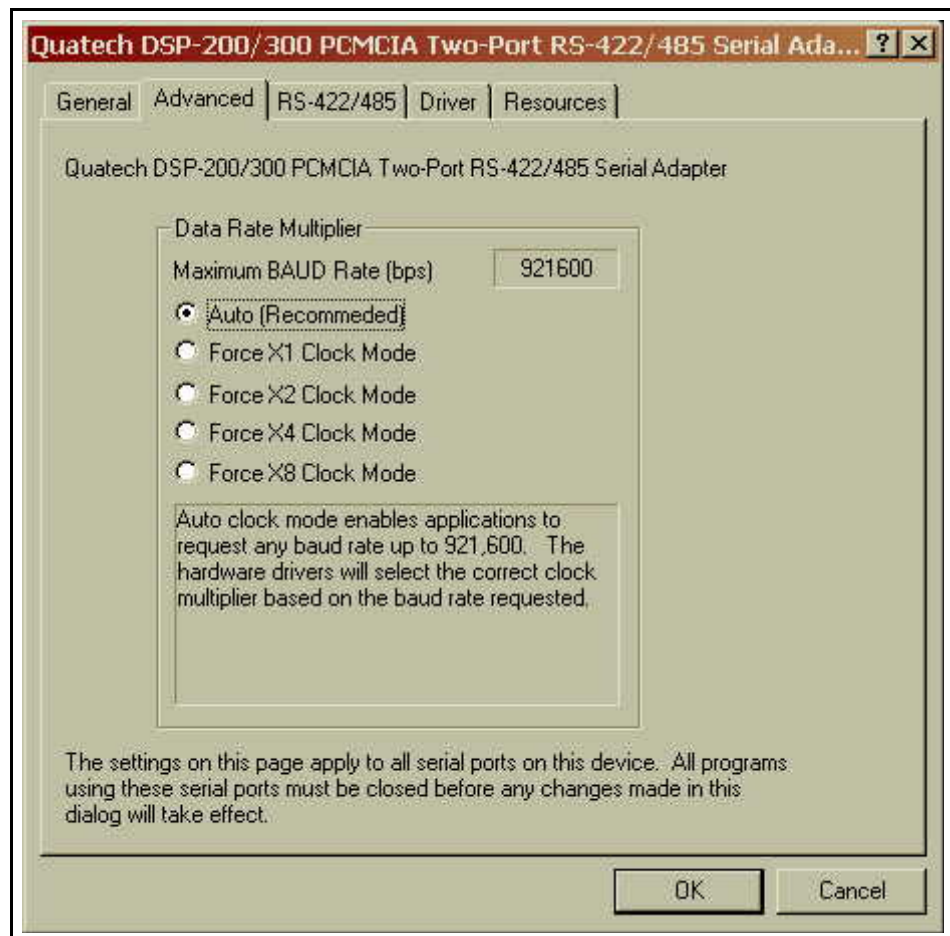 Quatech DSP-200/300 PCMCIA Two-Port RS-422/485 Serial Ada...
General Advanced RS-422/485 Driver Resources
Quatech DSP-200/300 PCMCIA Two-Port RS-422/485 Serial Adapter
Data Rate Multiplier
Maximum BAUD Rate (bps) 921600
Auto (Recommeded)
Force X1 Clock Mode
Force X2 Clock Mode
Force X4 Clock Mode
Force X8 Clock Mode
Auto clock mode enables applications to
request any baud rate up to 921,600. The
hardware drivers will select the correct clock
multiplier based on the baud rate requested.
The settings on this page apply to all serial ports on this device. All programs
using these serial ports must be closed before any changes made in this
dialog will take effect.
OK Cancel